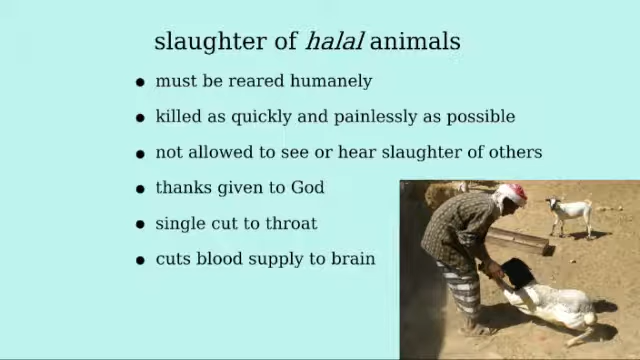 slaughter of halal animals
● must be reared humanely
● killed as quickly and painlessly as possible
● not allowed to see or hear slaughter of others
● thanks given to God
● single cut to throat
● cuts blood supply to brain